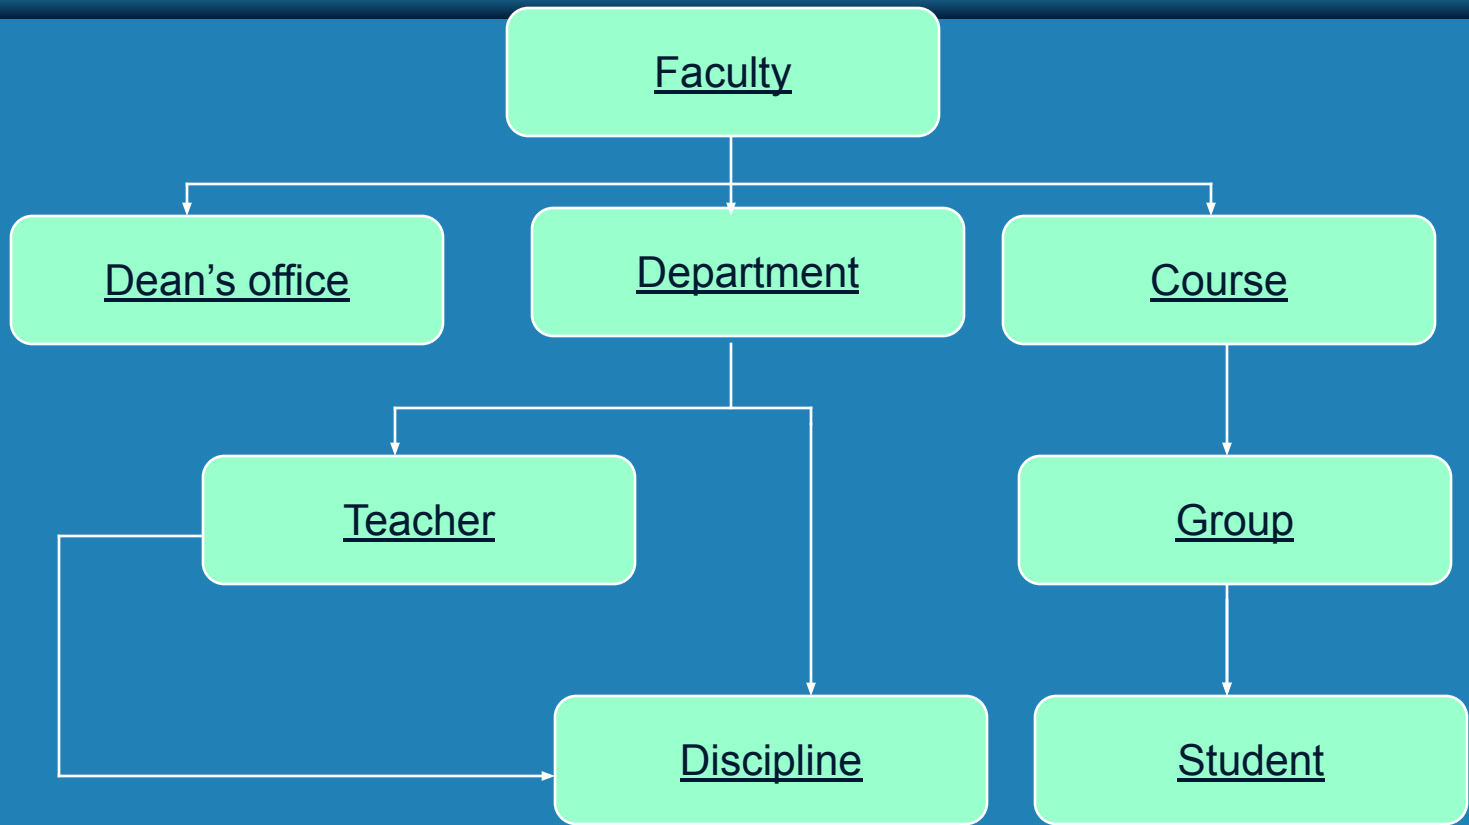 Faculty
Dean’s office
Department
Course
Teacher
Group
Discipline
Student